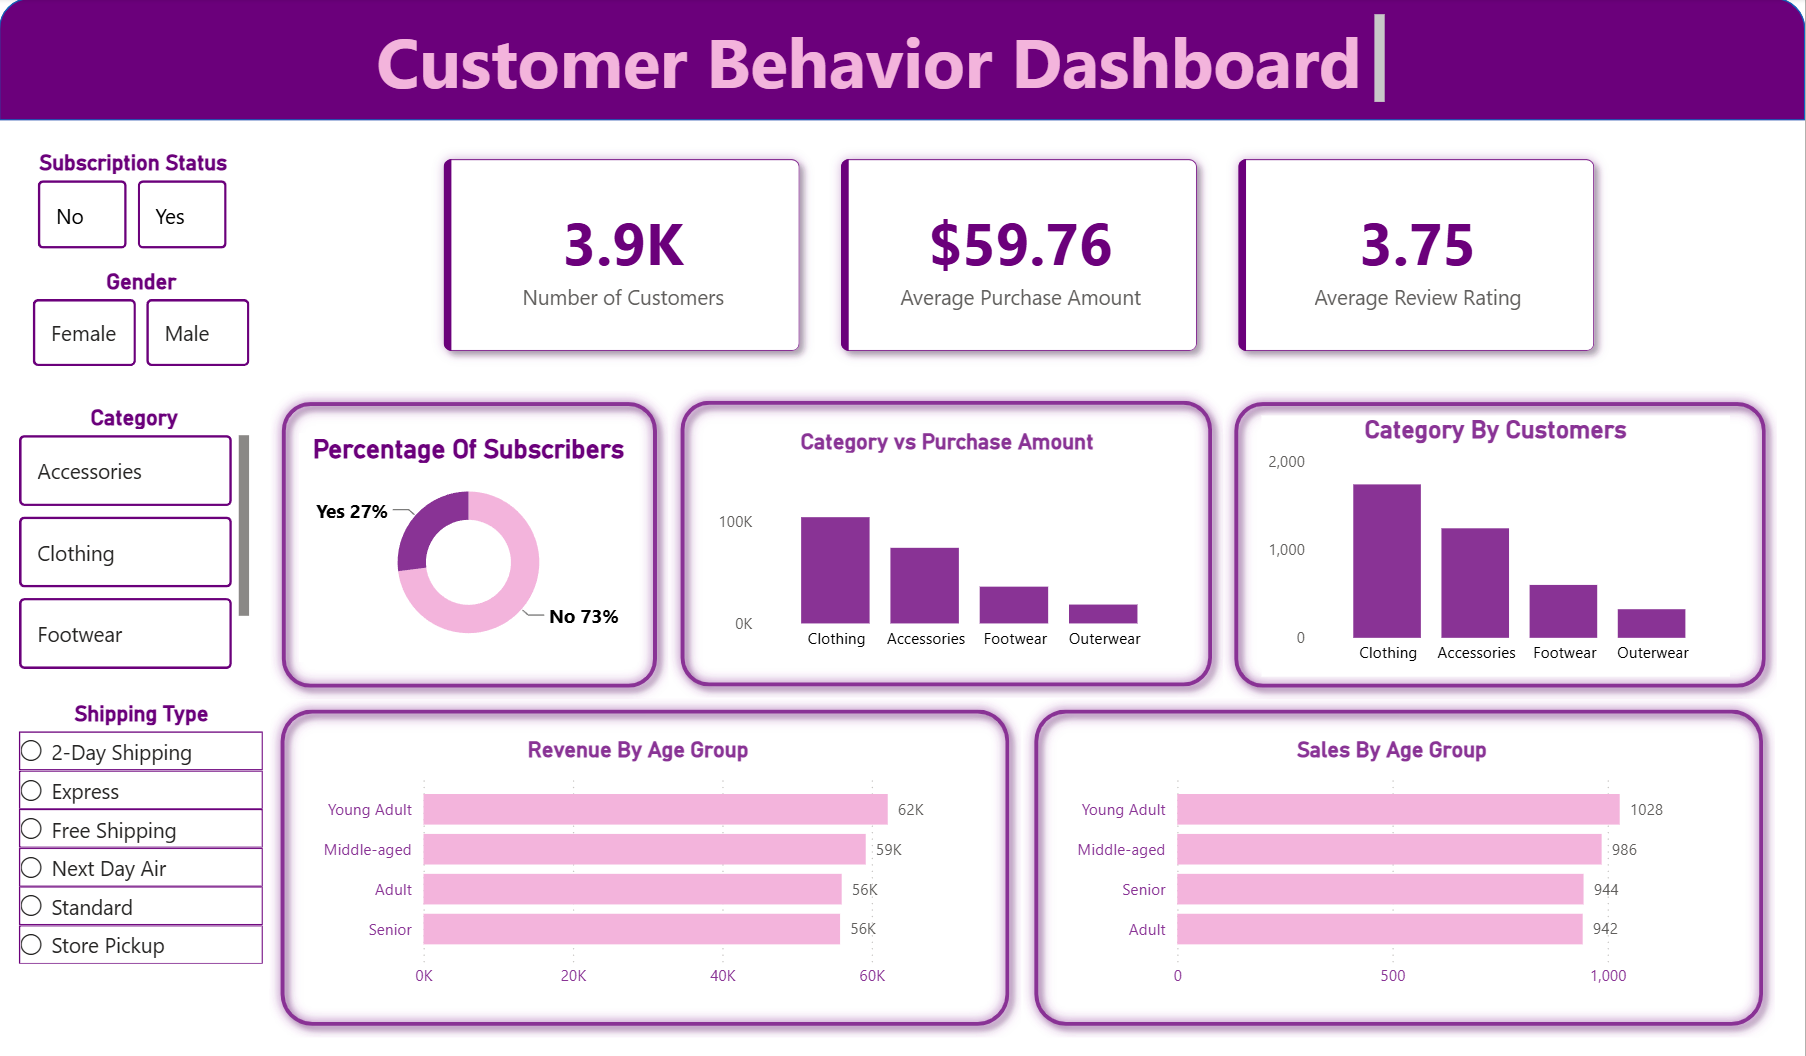 Customer Behavior Dashboard
Subscription Status
No
Yes
Gender
Female
Male
Category
Accessories
Clothing
Footwear
Shipping Type
2-Day Shipping
Express
Free Shipping
Next Day Air
Standard
Store Pickup
3.9K
Number of Customers
$59.76
Average Purchase Amount
3.75
Average Review Rating
Percentage Of Subscribers
Yes 27%
No 73%
Category vs Purchase Amount
100K
0K
Clothing Accessories Footwear Outerwear
Category By Customers
2,000
1,000
0
Clothing Accessories Footwear Outerwear
Revenue By Age Group
Young Adult 62K
Middle-aged 59K
Adult 56K
Senior 56K
0K 20K 40K 60K
Sales By Age Group
Young Adult 1028
Middle-aged 986
Senior 944
Adult 942
0 500 1,000